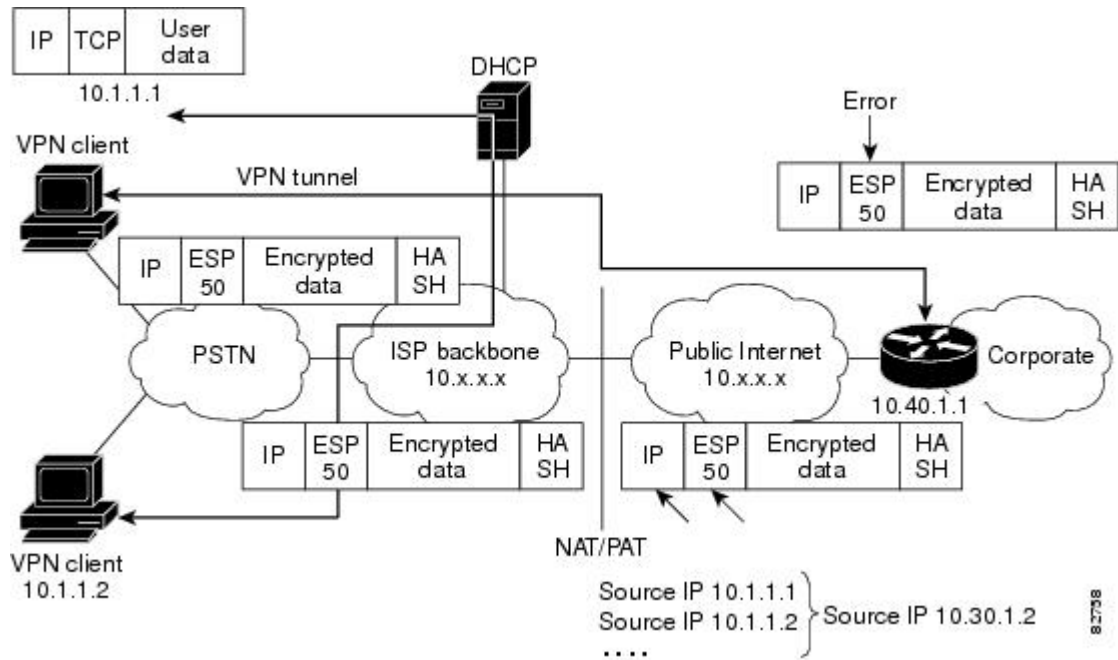 IP TCP User data
10.1.1.1
DHCP
Error
VPN client
VPN tunnel
IP ESP 50 Encrypted data HA SH
IP ESP 50 Encrypted data HA SH
PSTN
ISP backbone
10.x.x.x
Public Internet
10.x.x.x
Corporate
10.40.1.1
IP ESP 50 Encrypted data HA SH
IP ESP 50 Encrypted data HA SH
VPN client
10.1.1.2
NAT/PAT
Source IP 10.1.1.1
Source IP 10.1.1.2
Source IP 10.30.1.2
....
82758